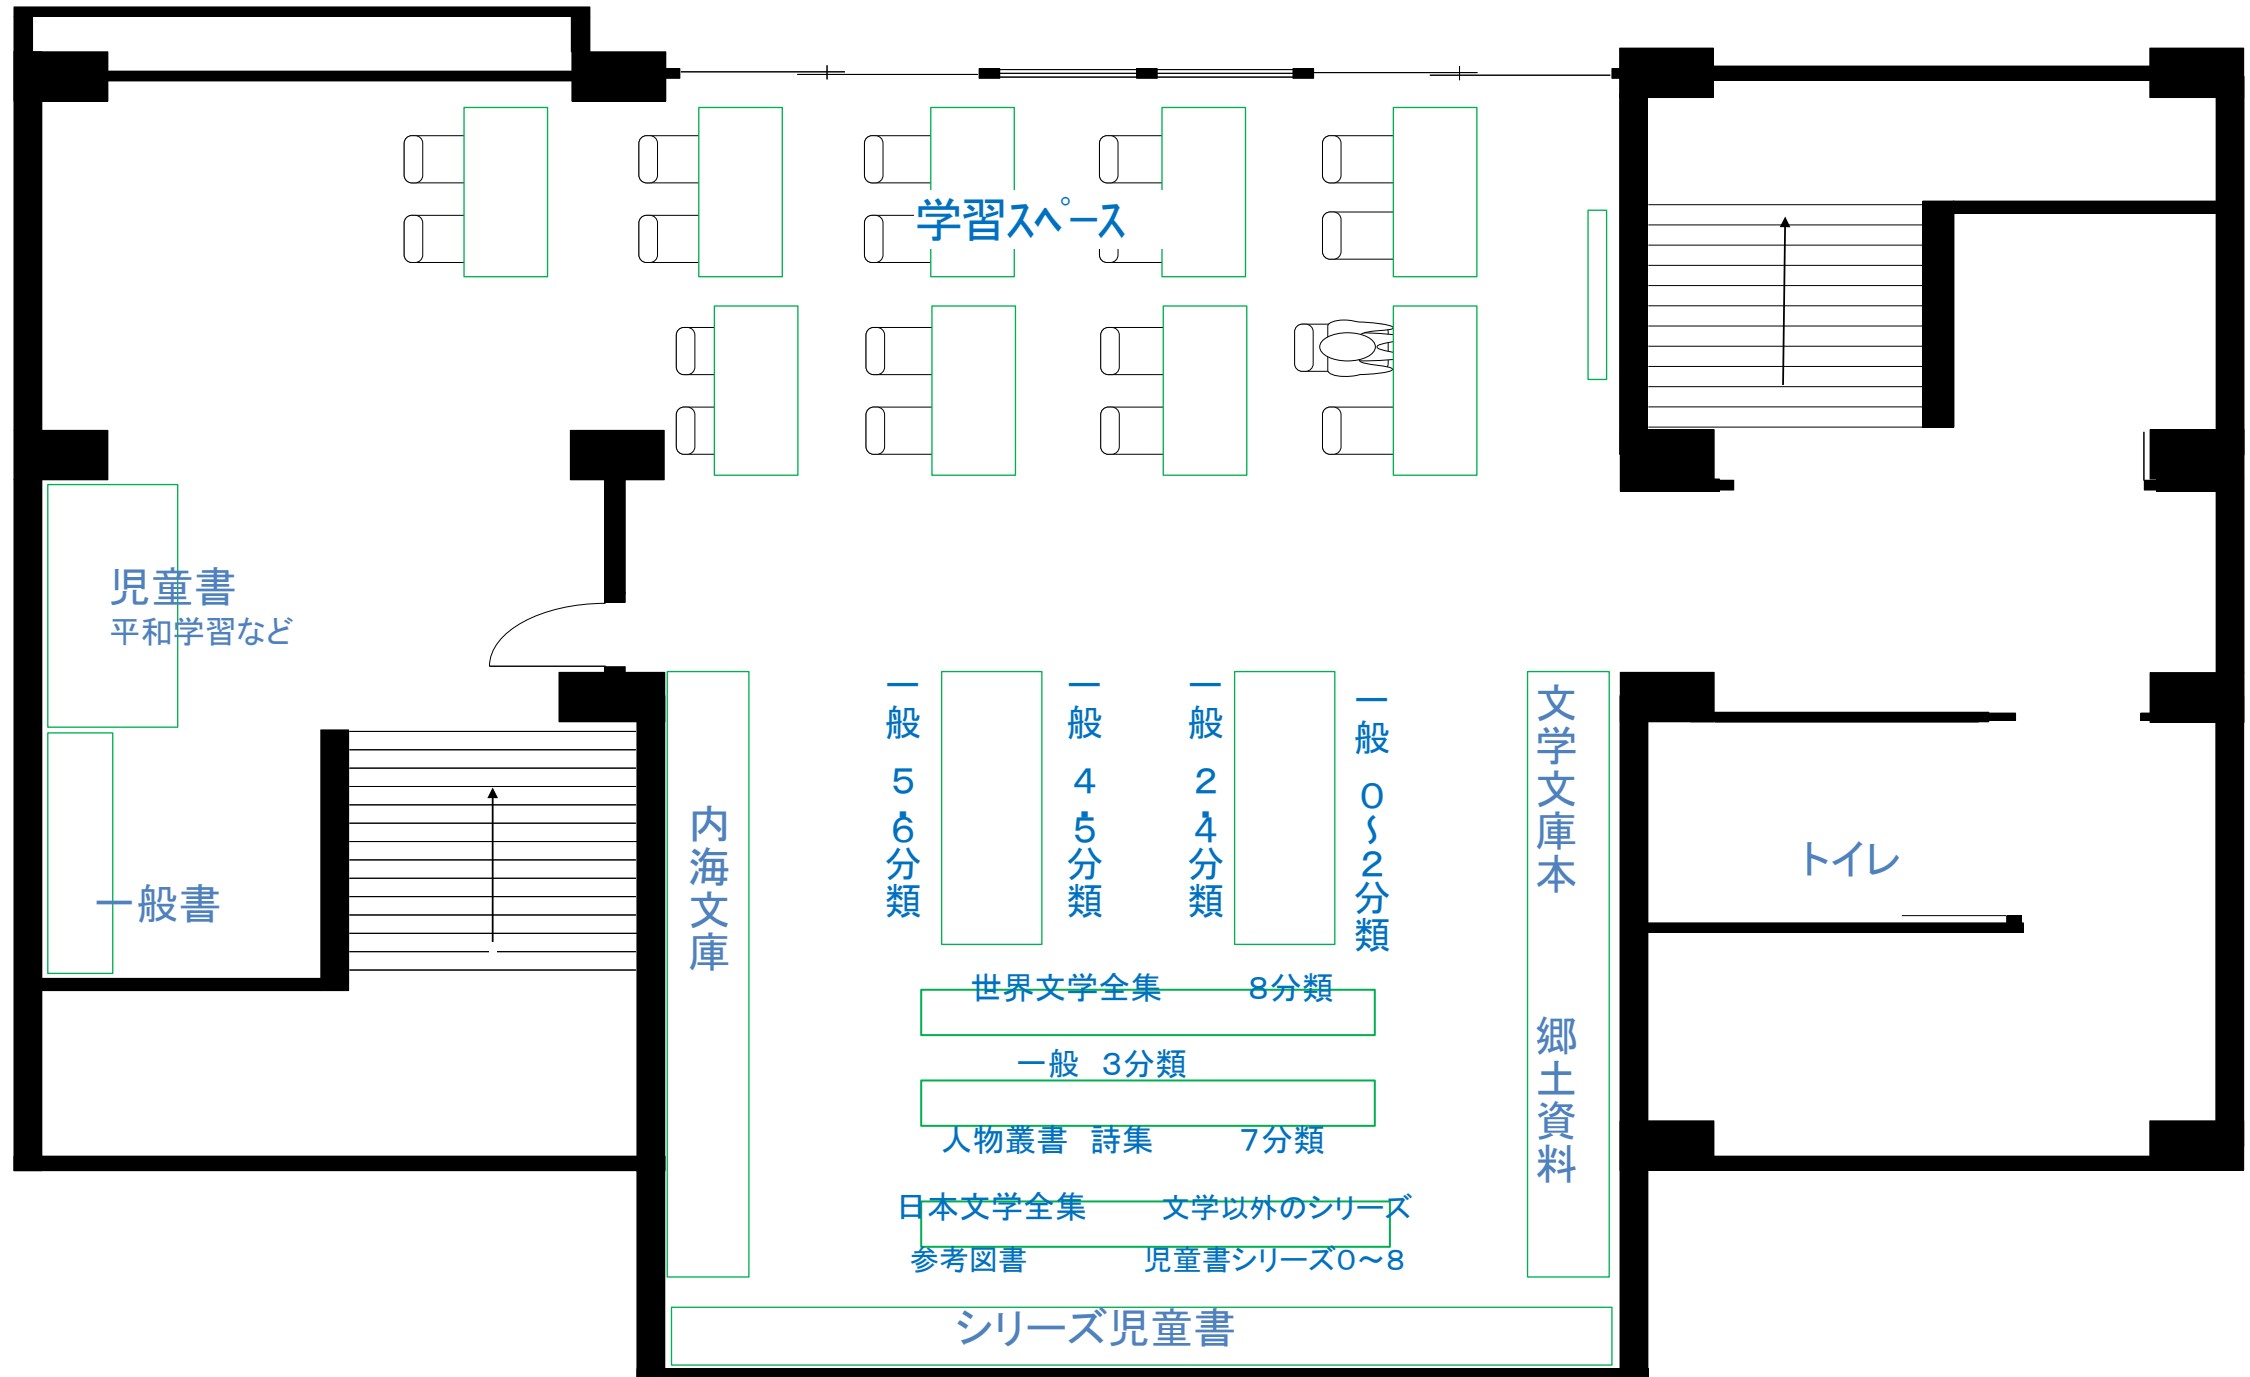 学習スペース
児童書
平和学習など
一般書
内海文庫
一般 ５・６分類
一般 ４・５分類
一般 ２・４分類
一般 ０～２分類
文学文庫本
郷土資料
トイレ
世界文学全集 ８分類
一般 ３分類
人物叢書 詩集 ７分類
日本文学全集 文学以外のシリーズ
参考図書 児童書シリーズ０～８
シリーズ児童書